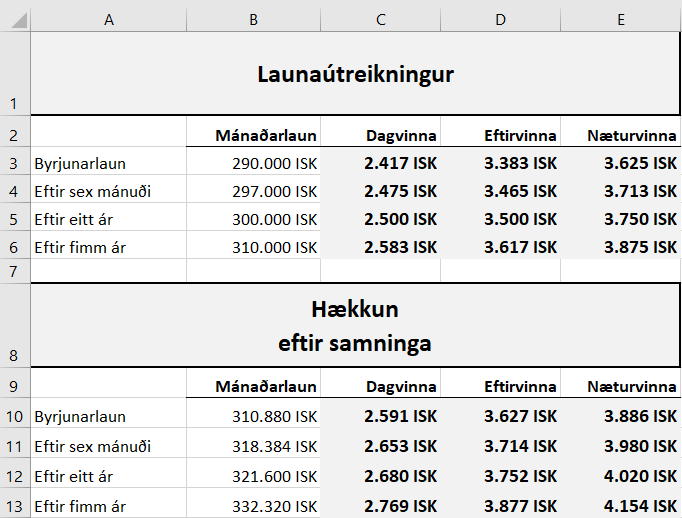 A B C D E
1 Launaútreikningur
2 Mánaðarlaun Dagvinna Eftirvinna Næturvinna
3 Byrjunarlaun 290.000 ISK 2.417 ISK 3.383 ISK 3.625 ISK
4 Eftir sex mánuði 297.000 ISK 2.475 ISK 3.465 ISK 3.713 ISK
5 Eftir eitt ár 300.000 ISK 2.500 ISK 3.500 ISK 3.750 ISK
6 Eftir fimm ár 310.000 ISK 2.583 ISK 3.617 ISK 3.875 ISK
7
Hækkun
8 eftir samninga
9 Mánaðarlaun Dagvinna Eftirvinna Næturvinna
10 Byrjunarlaun 310.880 ISK 2.591 ISK 3.627 ISK 3.886 ISK
11 Eftir sex mánuði 318.384 ISK 2.653 ISK 3.714 ISK 3.980 ISK
12 Eftir eitt ár 321.600 ISK 2.680 ISK 3.752 ISK 4.020 ISK
13 Eftir fimm ár 332.320 ISK 2.769 ISK 3.877 ISK 4.154 ISK